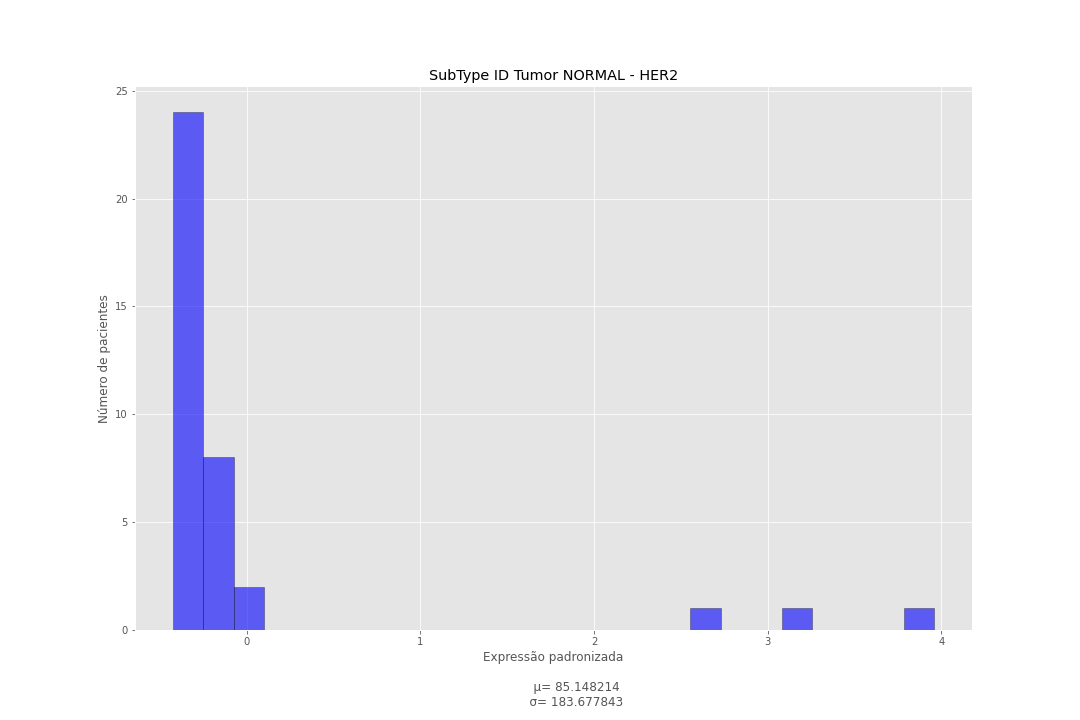 SubType ID Tumor NORMAL - HER2
25
20
15
10
5
0
Número de pacientes
0 1 2 3 4
Expressão padronizada
μ= 85.148214
σ= 183.677843